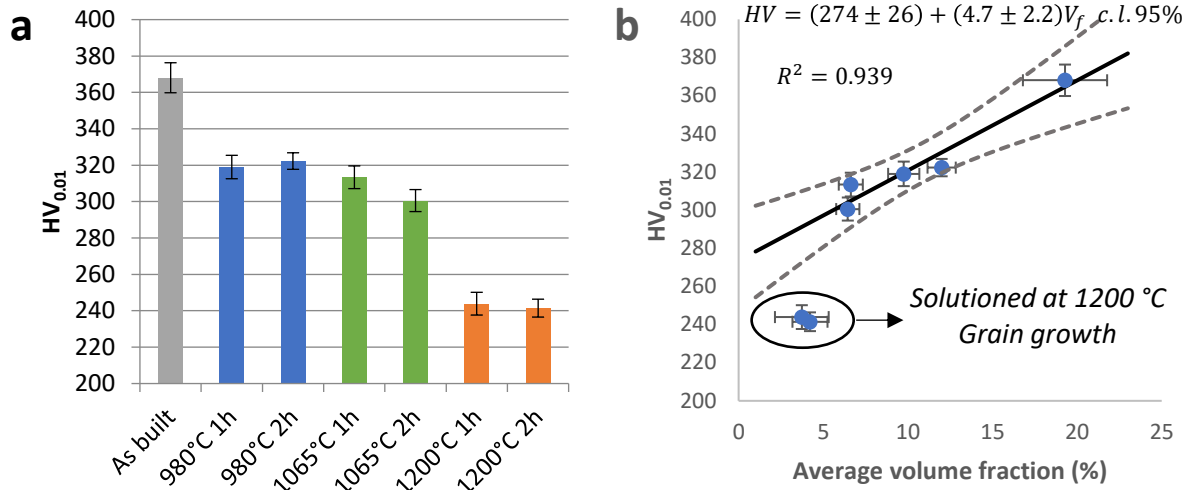 a
400
380
360
340
320
300
280
260
240
220
200
HV0.01
As built
980°C 1h
980°C 2h
1065°C 1h
1065°C 2h
1200°C 1h
1200°C 2h
b
HV = (274 ± 26) + (4.7 ± 2.2)Vf c.l.95%
R² = 0.939
400
380
360
340
320
300
280
260
240
220
200
HV0.01
Solutioned at 1200 °C
Grain growth
0 5 10 15 20 25
Average volume fraction (%)